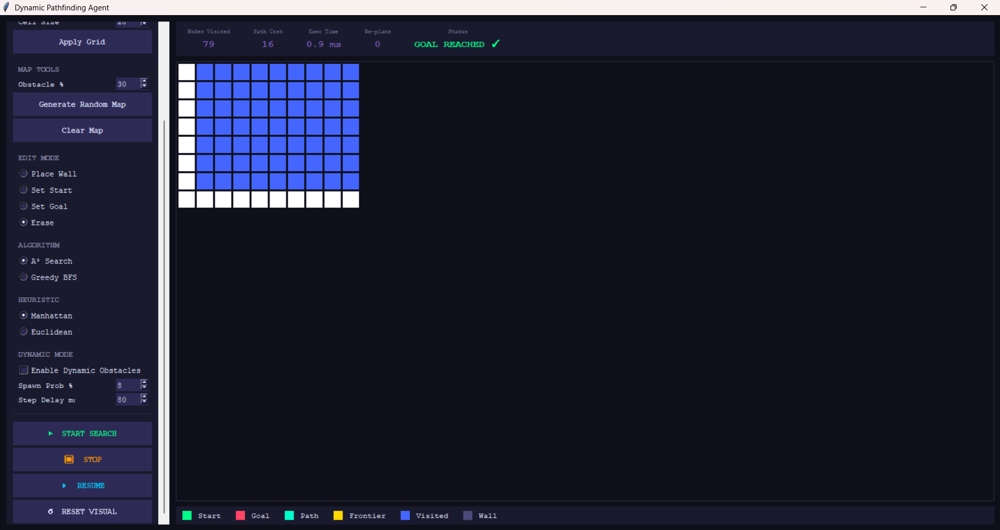 Dynamic Pathfinding Agent
Cell Size 20
Apply Grid
MAP TOOLS
Obstacle % 30
Generate Random Map
Clear Map
EDIT MODE
Place Wall
Set Start
Set Goal
Erase
ALGORITHM
A* Search
Greedy BFS
HEURISTIC
Manhattan
Euclidean
DYNAMIC MODE
Enable Dynamic Obstacles
Spawn Prob % 8
Step Delay ms 80
START SEARCH
STOP
RESUME
RESET VISUAL
Nodes Visited Path Cost Exec Time Re-plans Status
79 16 0.9 ms 0 GOAL REACHED ✓
Start Goal Path Frontier Visited Wall